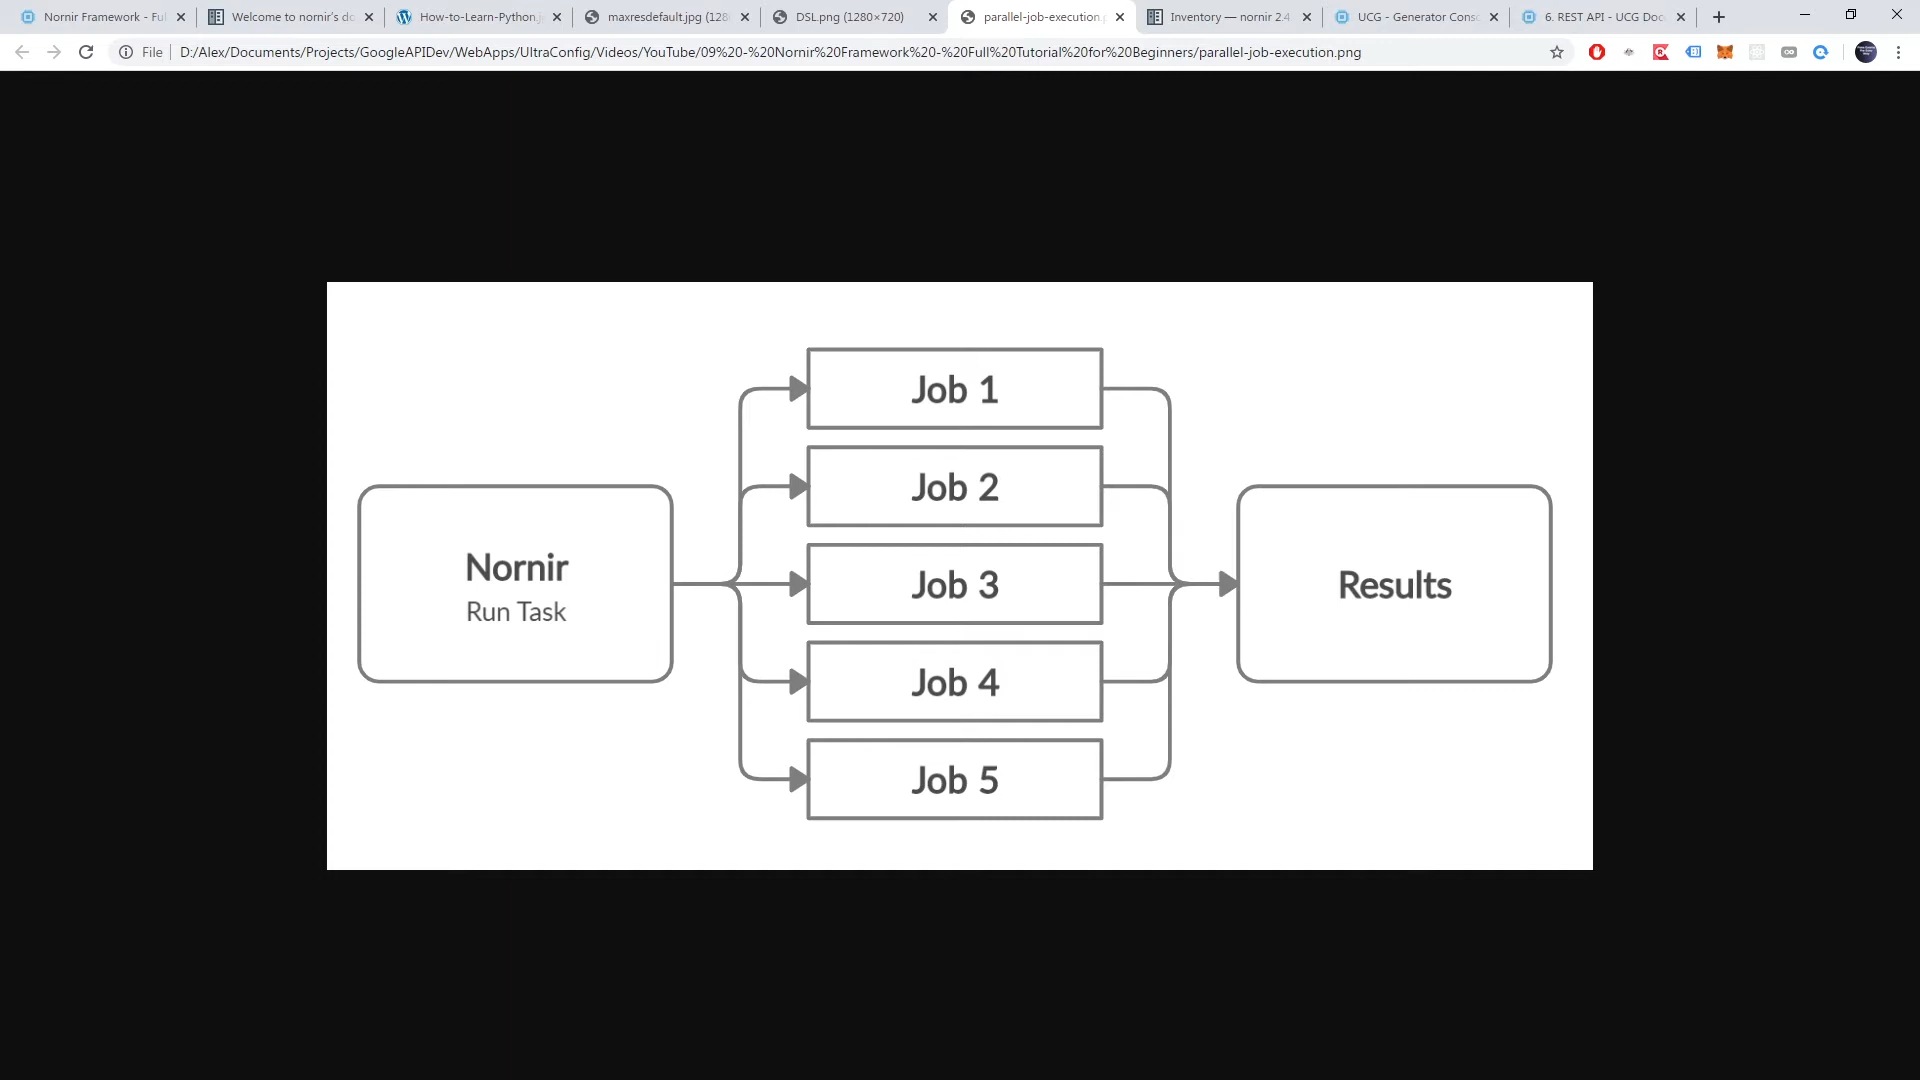 Nornir Framework - Ful
Welcome to nornir's do
How-to-Learn-Python.j
maxresdefault.jpg (128
DSL.png (1280×720)
parallel-job-execution.p
Inventory — nornir 2.4
UCG - Generator Conso
6. REST API - UCG Doc
File
D:/Alex/Documents/Projects/GoogleAPIDev/WebApps/UltraConfig/Videos/YouTube/09%20-%20Nornir%20Framework%20-%20Full%20Tutorial%20for%20Beginners/parallel-job-execution.png
Job 1
Job 2
Nornir
Run Task
Job 3
Results
Job 4
Job 5